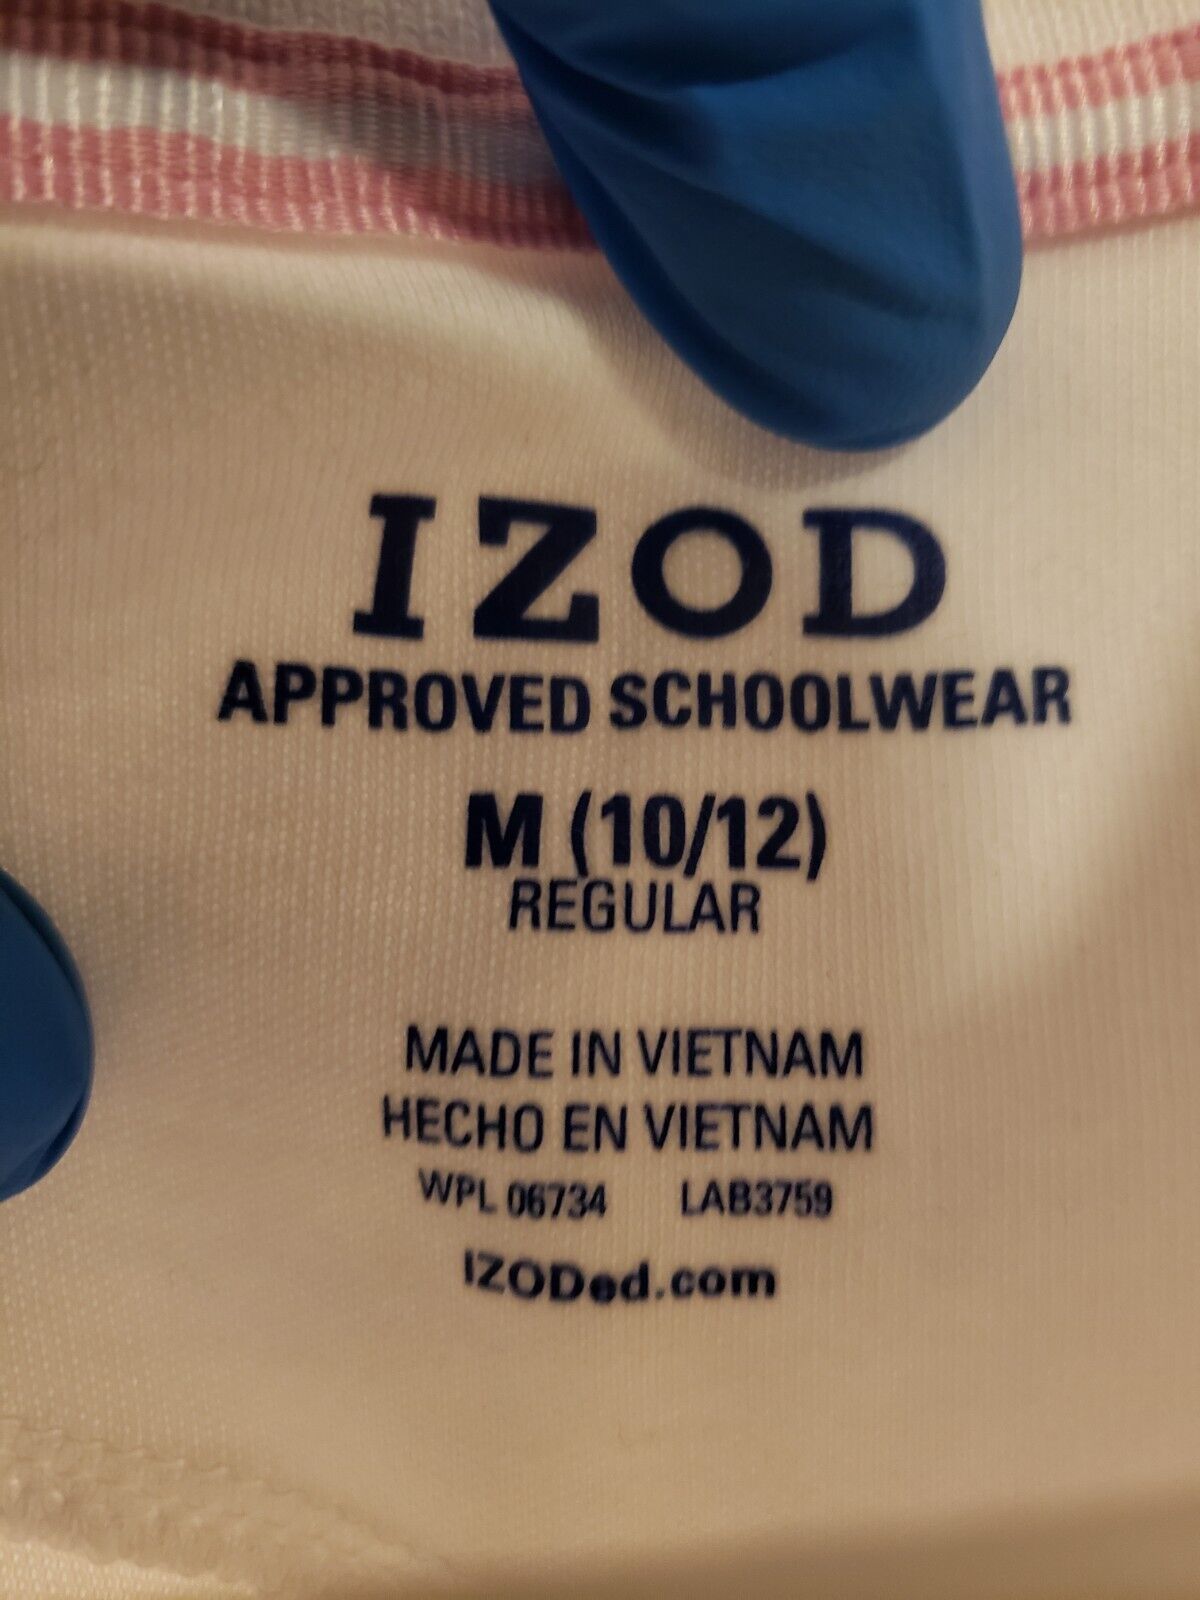 IZOD
APPROVED SCHOOLWEAR
M (10/12)
REGULAR
MADE IN VIETNAM
HECHO EN VIETNAM
WPL 06734 LAB3759
IZODed.com